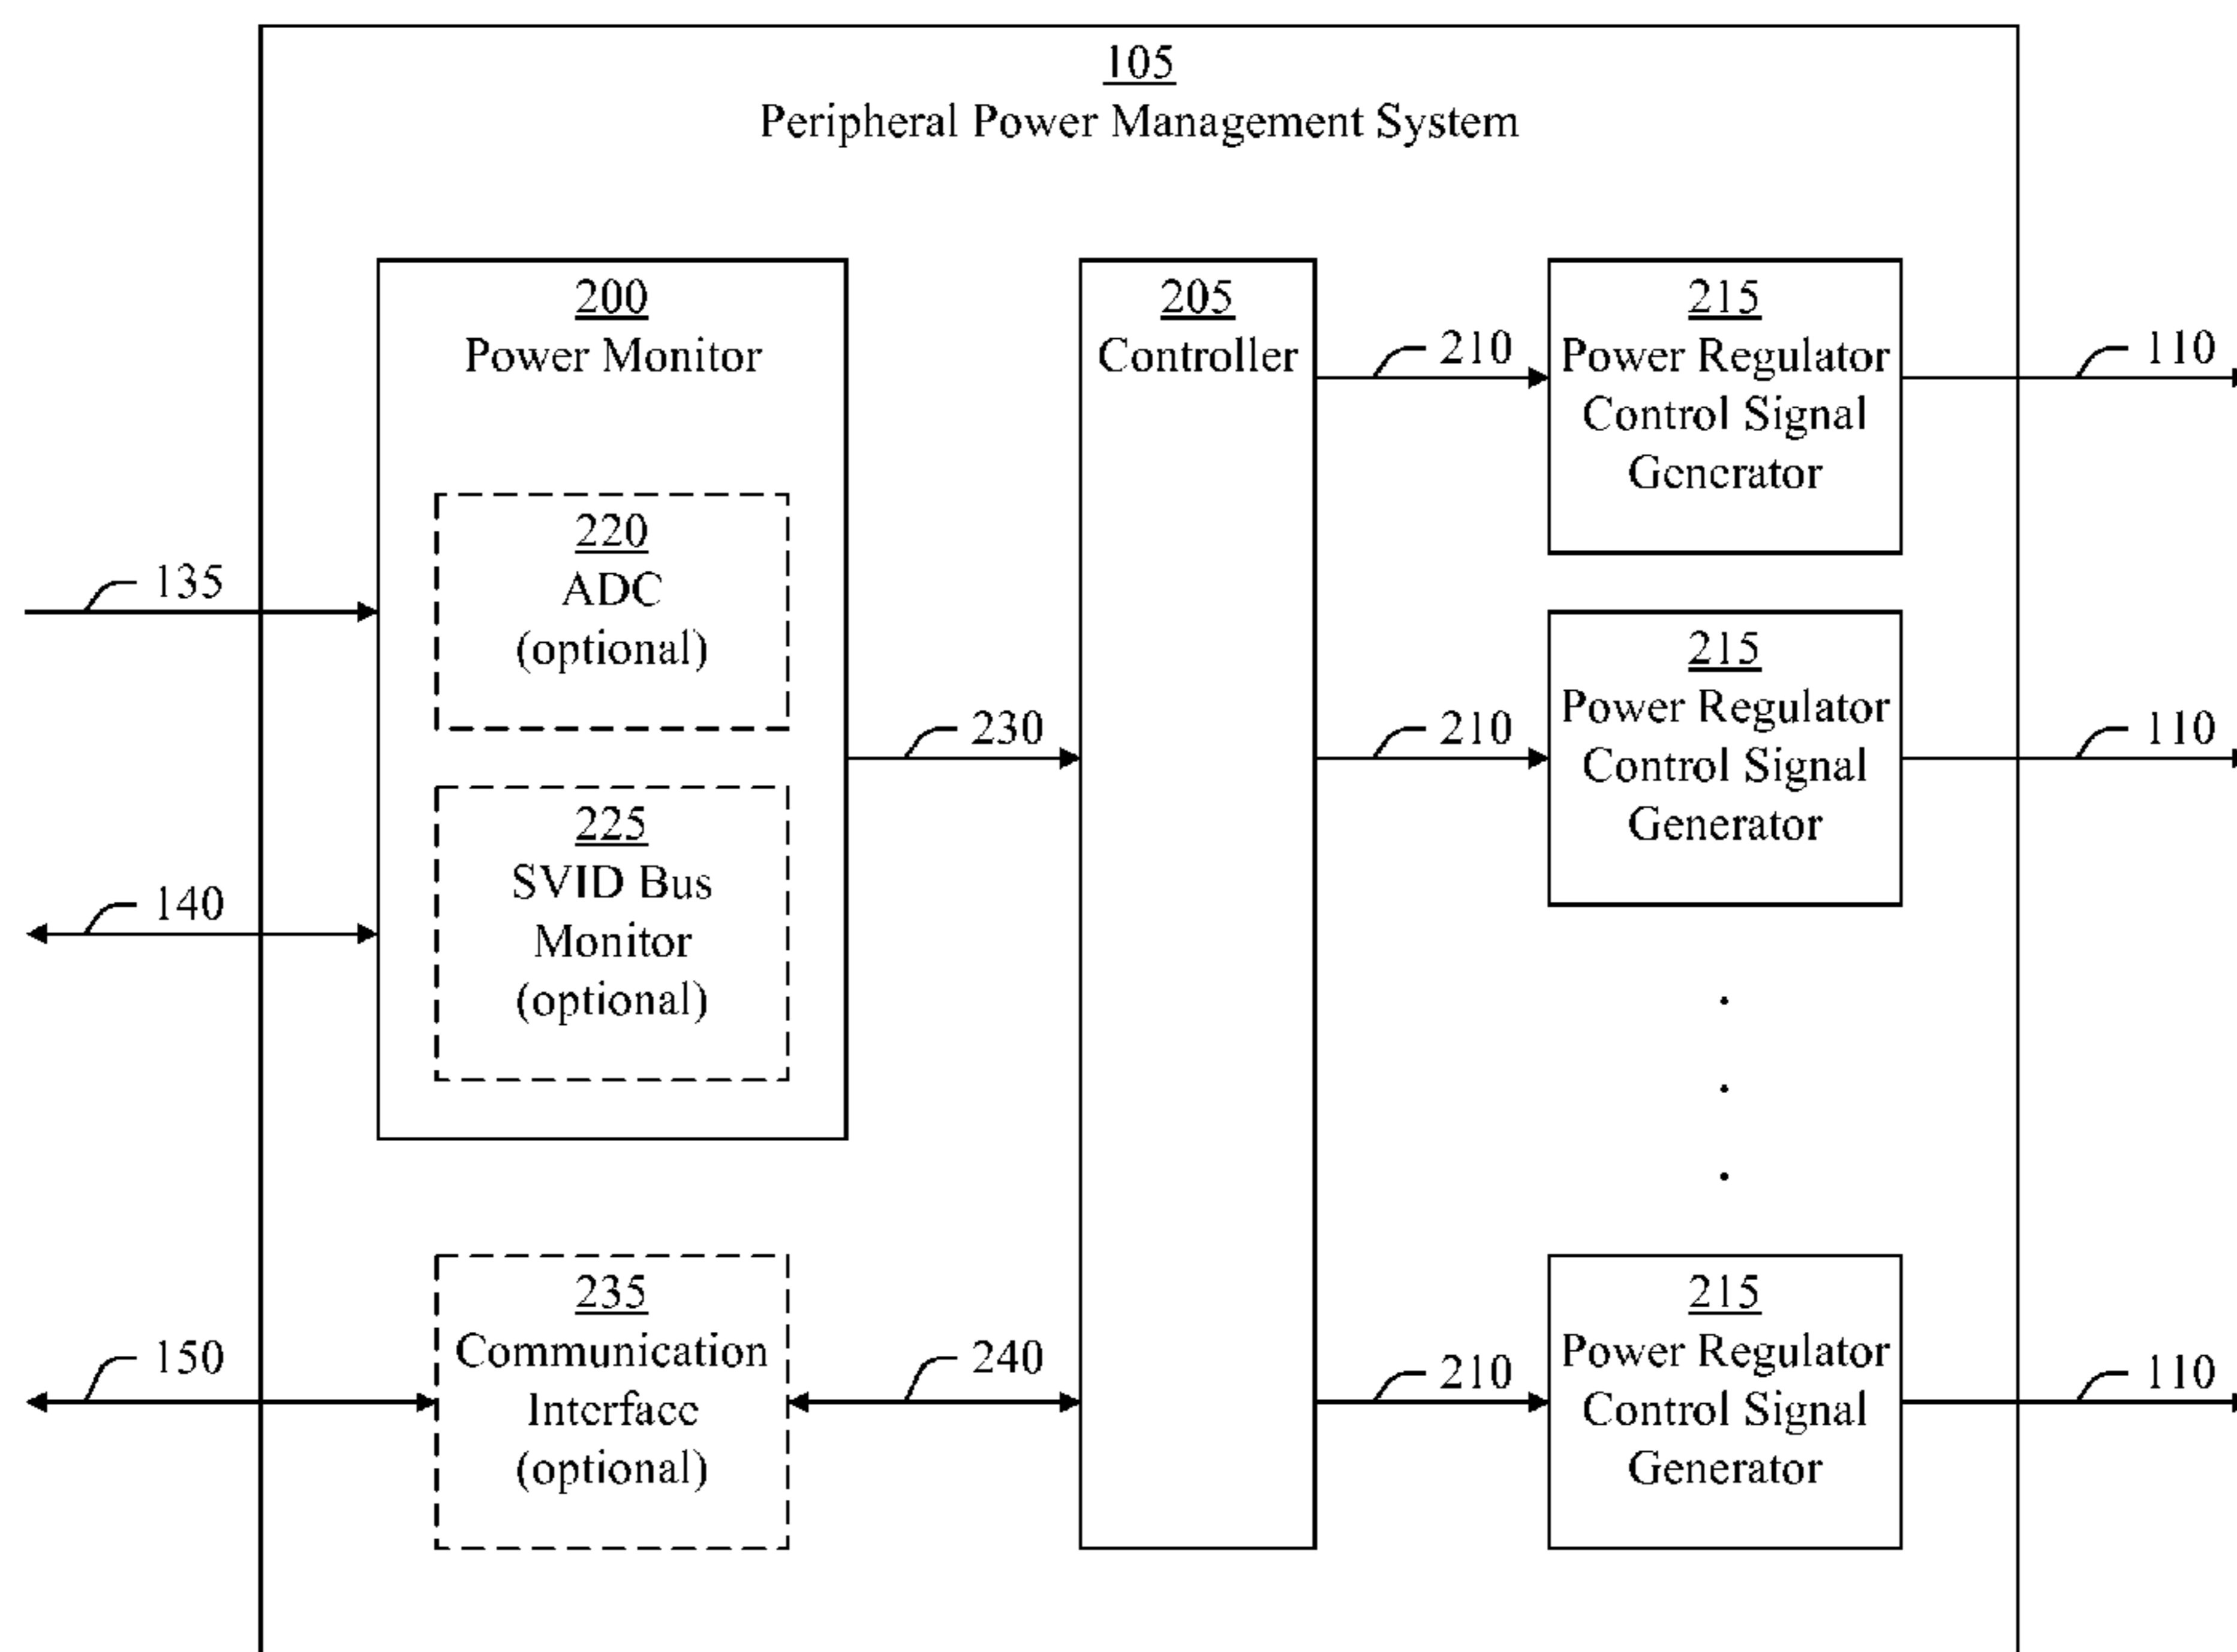 105
Peripheral Power Management System
200
Power Monitor
220
ADC
(optional)
225
SVID Bus
Monitor
(optional)
235
Communication
Interface
(optional)
205
Controller
215
Power Regulator
Control Signal
Generator
215
Power Regulator
Control Signal
Generator
.
.
.
215
Power Regulator
Control Signal
Generator
135
140
150
230
240
210
210
210
110
110
110